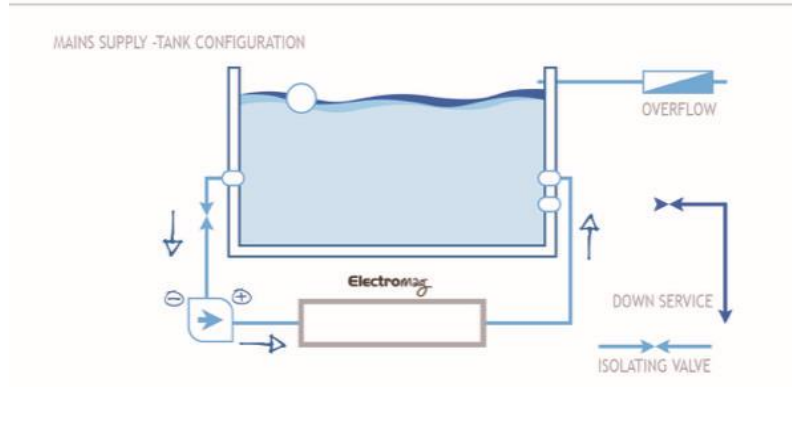 MAINS SUPPLY -TANK CONFIGURATION
OVERFLOW
- +
Electromag
DOWN SERVICE
ISOLATING VALVE